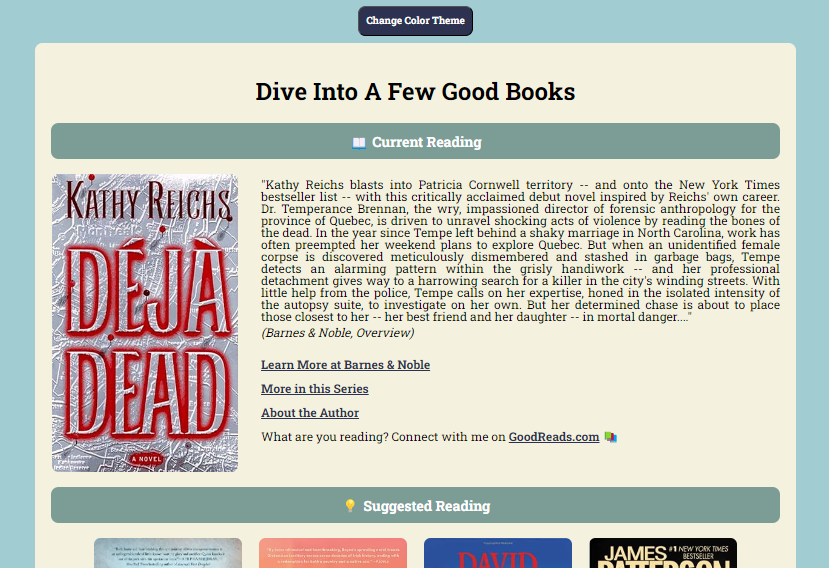 Change Color Theme
Dive Into A Few Good Books
Current Reading
KATHY REICHS
DÉJÀ
DEAD
A NOVEL
"Kathy Reichs blasts into Patricia Cornwell territory -- and onto the New York Times
bestseller list -- with this critically acclaimed debut novel inspired by Reichs' own career.
Dr. Temperance Brennan, the wry, impassioned director of forensic anthropology for the
province of Quebec, is driven to unravel shocking acts of violence by reading the bones of
the dead. In the year since Tempe left behind a shaky marriage in North Carolina, work has
often preempted her weekend plans to explore Quebec. But when an unidentified female
corpse is discovered meticulously dismembered and stashed in garbage bags, Tempe
detects an alarming pattern within the grisly handiwork -- and her professional
detachment gives way to a harrowing search for a killer in the city's winding streets. With
little help from the police, Tempe calls on her expertise, honed in the isolated intensity of
the autopsy suite, to investigate on her own. But her determined chase is about to place
those closest to her -- her best friend and her daughter -- in mortal danger...."
(Barnes & Noble, Overview)
Learn More at Barnes & Noble
More in this Series
About the Author
What are you reading? Connect with me on GoodReads.com
Suggested Reading
DAVID
JAMES #1 NEW YORK TIMES
BESTSELLER
PATTERSON